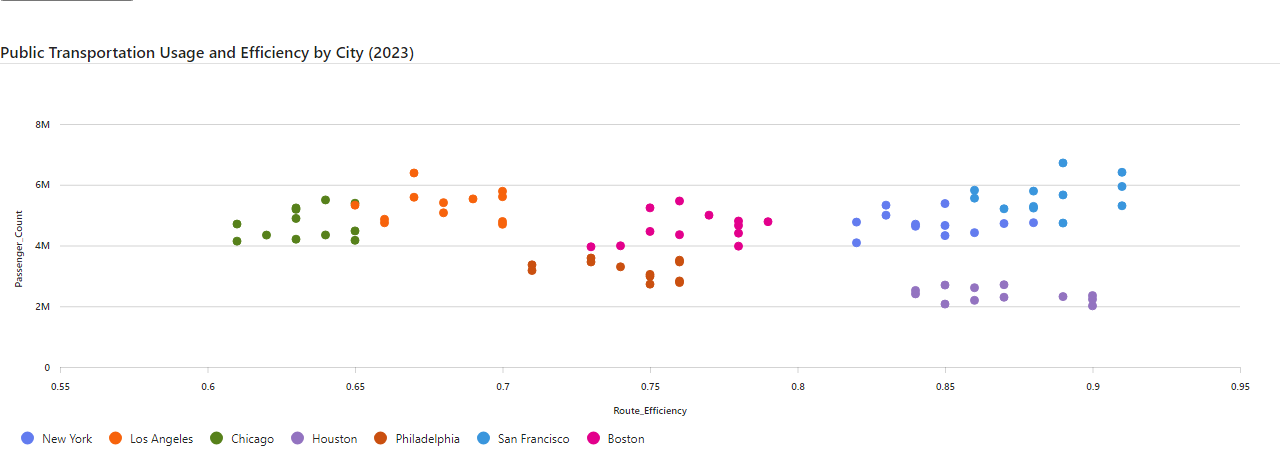 Public Transportation Usage and Efficiency by City (2023)
8M
6M
4M
2M
0
Passenger_Count
0.55 0.6 0.65 0.7 0.75 0.8 0.85 0.9 0.95
Route_Efficiency
New York Los Angeles Chicago Houston Philadelphia San Francisco Boston